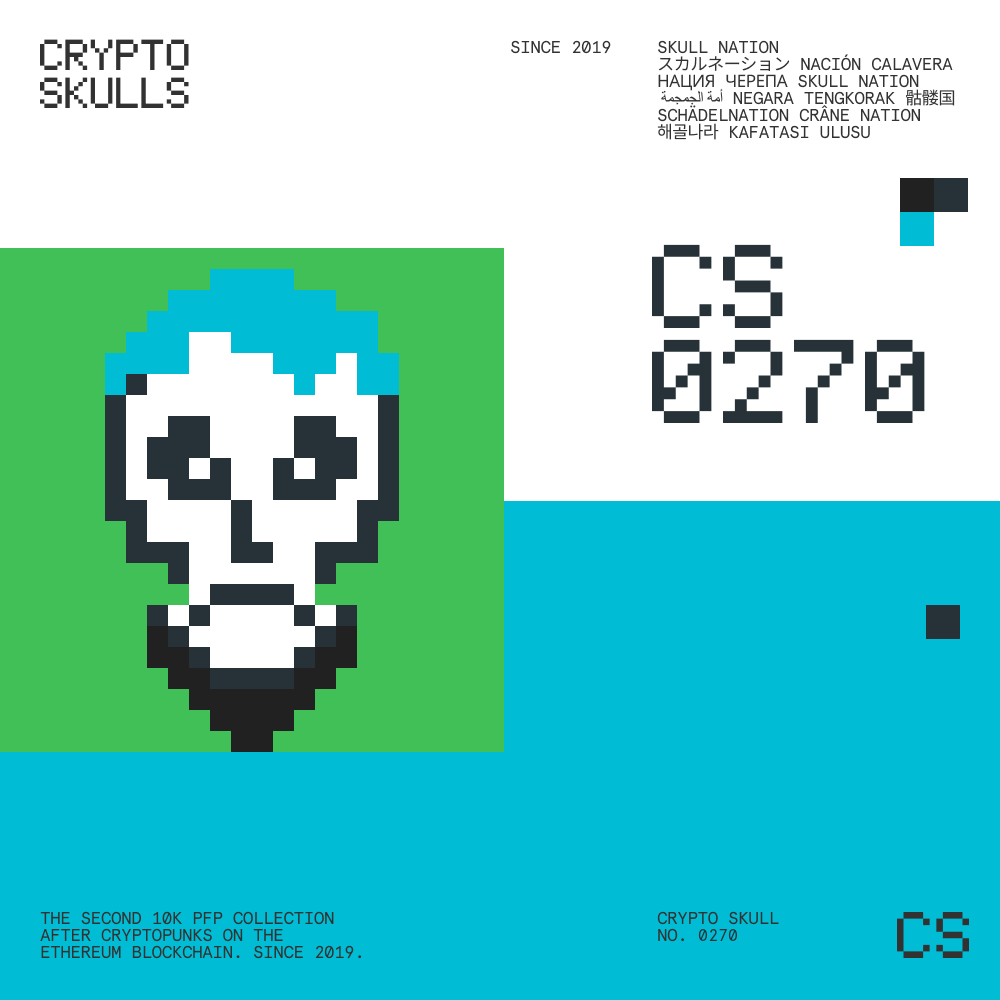 CRYPTO
SKULLS
SINCE 2019
SKULL NATION
スカルネーション NACIÓN CALAVERA
НАЦИЯ ЧЕРЕПА SKULL NATION
أمة الجمجمة NEGARA TENGKORAK 骷髅国
SCHÄDELNATION CRÂNE NATION
해골나라 KAFATASI ULUSU
CS
0270
THE SECOND 10K PFP COLLECTION
AFTER CRYPTOPUNKS ON THE
ETHEREUM BLOCKCHAIN. SINCE 2019.
CRYPTO SKULL
NO. 0270
CS